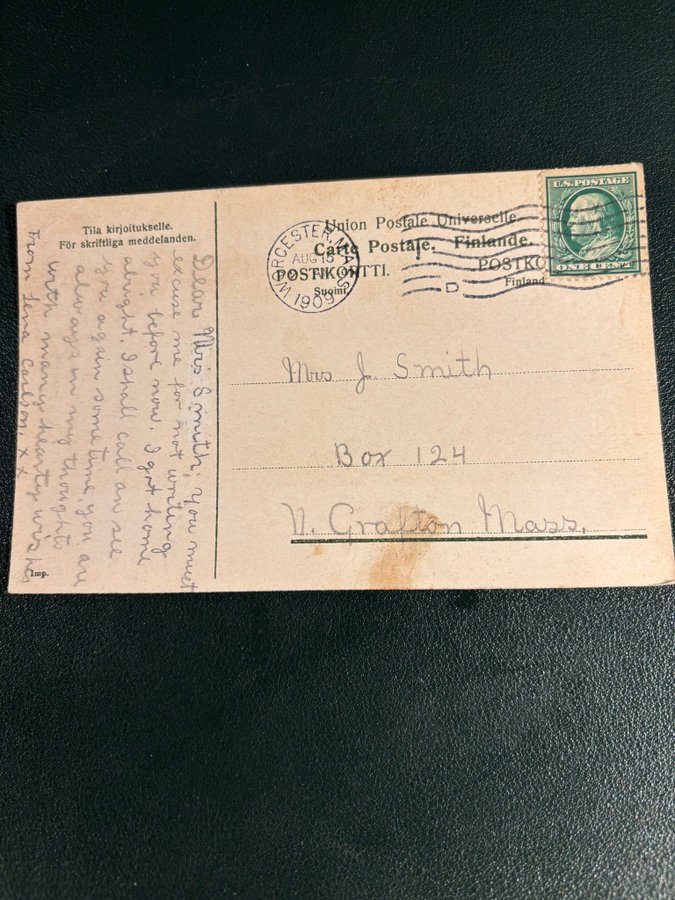 Tila kirjoitukselle.
För skriftliga meddelanden.
Dear Mrs Smith, you must
excuse me for not writing
you before now. I got home
alright. I shall call an see
you again some time. you are
always in my thoughts
with many hearty wishes
From Lena Carlson. x x
Imp.
Union Postale Universelle.
Carte Postale. Finlande.
POSTIKORTTI. POSTKO
Suomi. Finland
WORCESTER, MASS.
AUG 15
1909
D
U.S. POSTAGE
ONE CENT
Mrs J. Smith
Box 124
N. Grafton Mass.